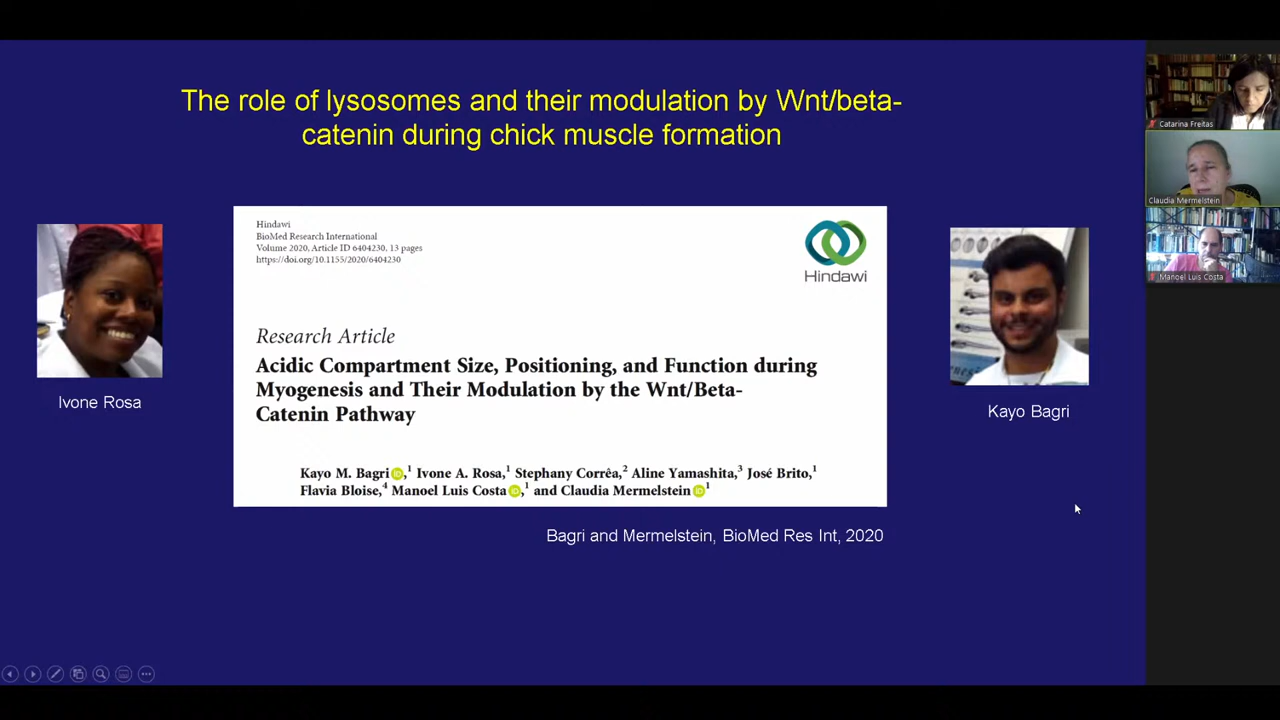 The role of lysosomes and their modulation by Wnt/beta-
catenin during chick muscle formation
Hindawi
BioMed Research International
Volume 2020, Article ID 6404230, 13 pages
https://doi.org/10.1155/2020/6404230
Hindawi
Research Article
Acidic Compartment Size, Positioning, and Function during
Myogenesis and Their Modulation by the Wnt/Beta-
Catenin Pathway
Kayo M. Bagri iD,1 Ivone A. Rosa,1 Stephany Corrêa,2 Aline Yamashita,3 José Brito,1
Flavia Bloise,4 Manoel Luis Costa iD,1 and Claudia Mermelstein iD1
Ivone Rosa
Kayo Bagri
Bagri and Mermelstein, BioMed Res Int, 2020
Catarina Freitas
Claudia Mermelstein
Manoel Luis Costa